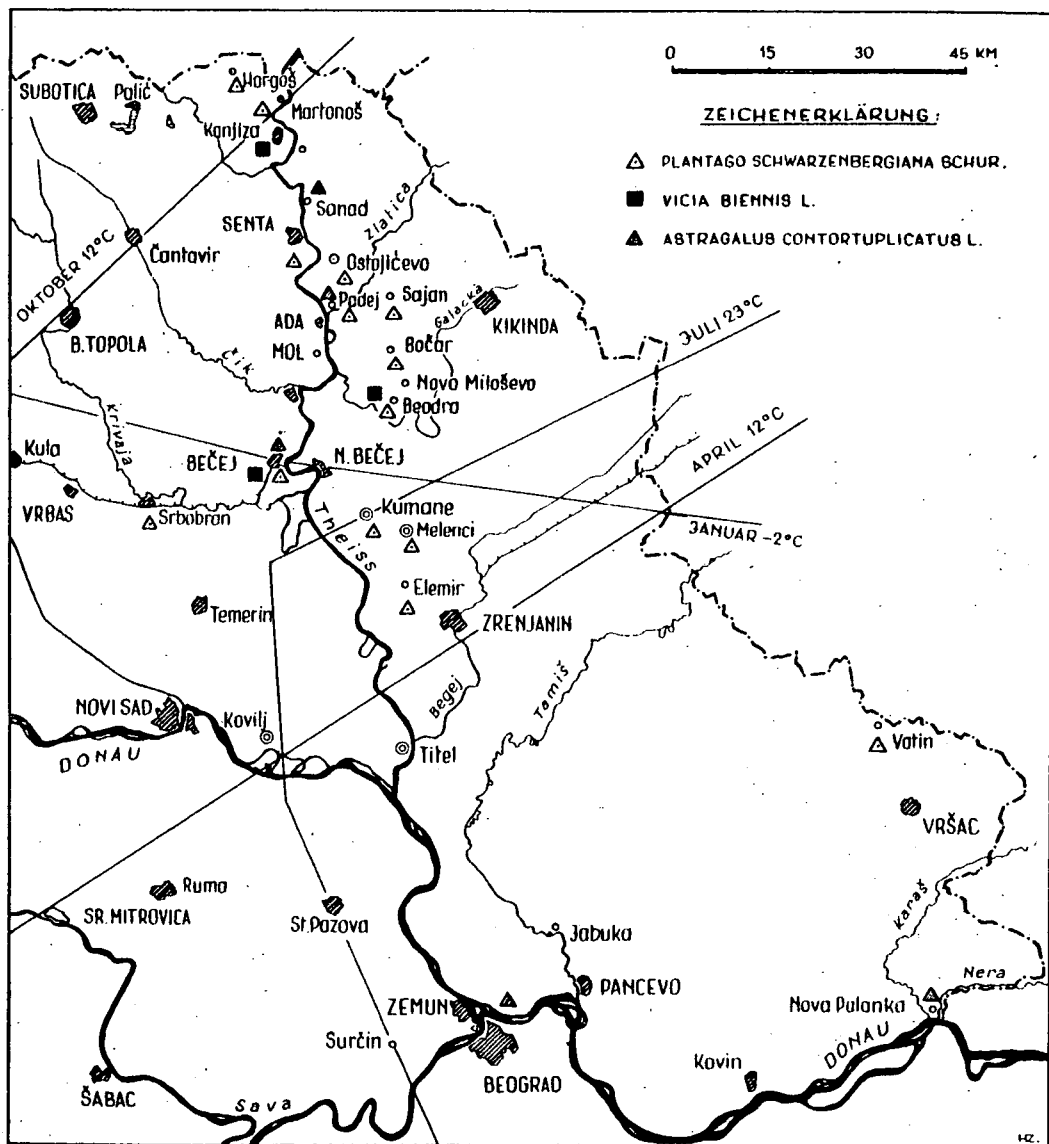 0 15 30 45 KM
ZEICHENERKLÄRUNG:
PLANTAGO SCHWARZENBERGIANA SCHUR.
VICIA BIENNIS L.
ASTRAGALUS CONTORTUPLICATUS L.
SUBOTICA
Palić
Horgoš
Martonoš
Kanjiza
Sanad
Zlatica
SENTA
OKTOBER 12°C
Čantavir
Ostojićevo
Padej
Sajan
Galacka
KIKINDA
B. TOPOLA
ADA
MOL
Bočar
Novo Miloševo
Beodra
JULI 23°C
Čik
Krivaja
APRIL 12°C
Kula
BEČEJ
N. BEČEJ
VRBAS
Srbobran
Theiss
Kumane
Melenci
JANUAR -2°C
Elemir
Temerin
ZRENJANIN
NOVI SAD
Kovilj
Begej
Tamiš
DONAU
Titel
Vatin
VRŠAC
Ruma
SR. MITROVICA
St. Pazova
Karaš
Jabuka
Nera
ZEMUN
PANCEVO
Nova Pulanka
Surčin
DONAU
BEOGRAD
Kovin
ŠABAC
Sava
HZ.